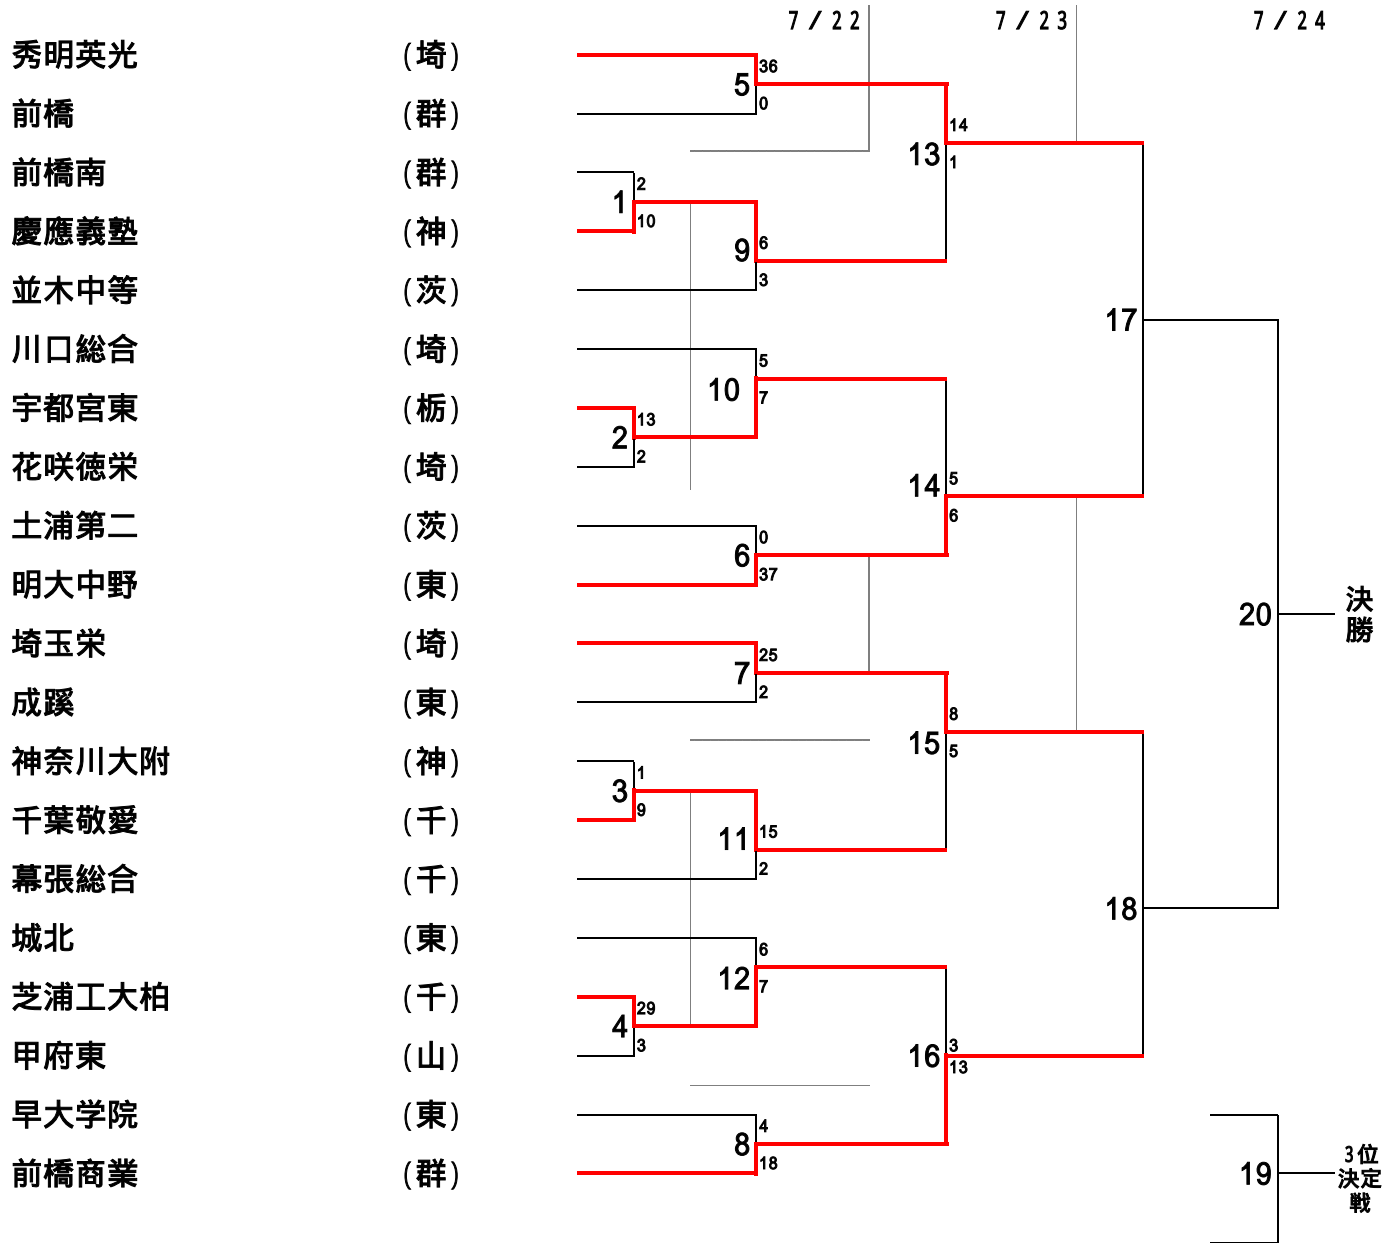 7/22 7/23 7/24
秀明英光 (埼)
36
5
0
前橋 (群)
14
13
1
前橋南 (群)
2
1
10
慶應義塾 (神)
6
9
3
並木中等 (茨)
17
川口総合 (埼)
5
10
7
宇都宮東 (栃)
13
2
2
花咲徳栄 (埼)
5
14
6
土浦第二 (茨)
0
6
37
明大中野 (東)
20 決勝
埼玉栄 (埼)
25
7
2
成蹊 (東)
8
15
5
神奈川大附 (神)
1
3
9
千葉敬愛 (千)
15
11
2
幕張総合 (千)
18
城北 (東)
6
12
7
芝浦工大柏 (千)
29
4
3
甲府東 (山)
3
16
13
早大学院 (東)
4
8
18
前橋商業 (群)
19
3位
決定
戦